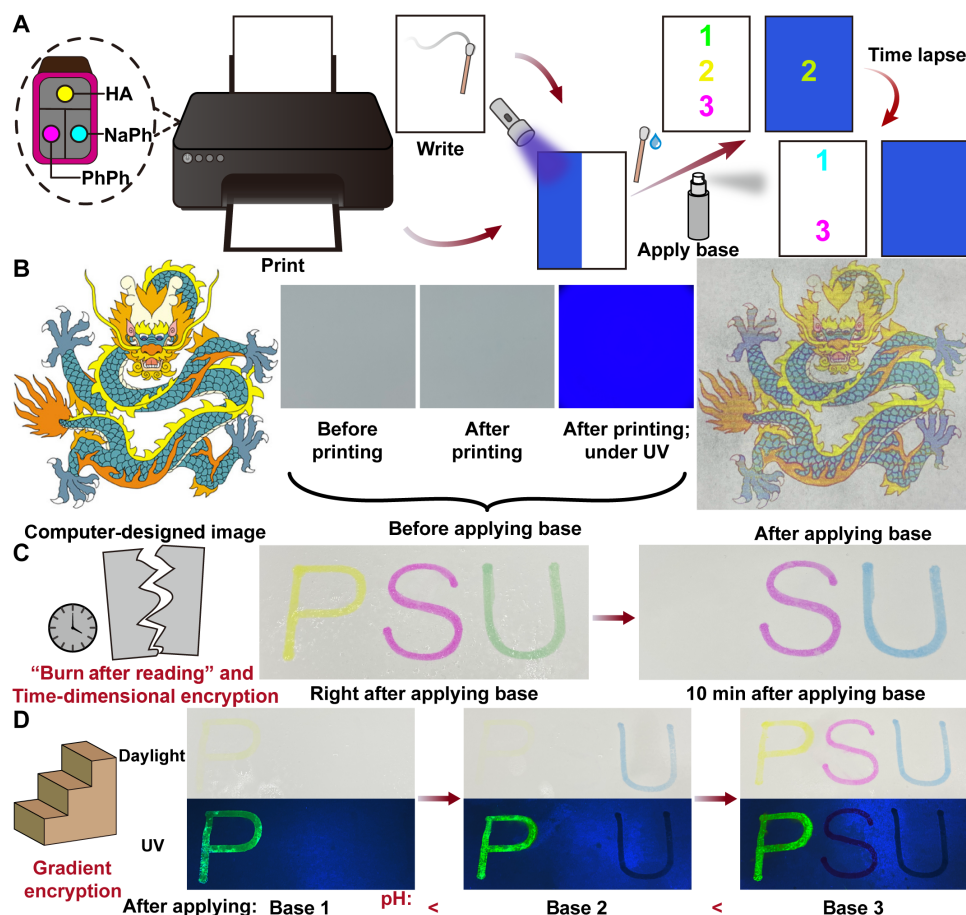 A
HA
NaPh
PhPh
Print
Write
1
2
3
2
Time lapse
Apply base
1
3
B
Computer-designed image
Before
printing
After
printing
After printing;
under UV
Before applying base
After applying base
C
“Burn after reading” and
Time-dimensional encryption
PSU
Right after applying base
SU
10 min after applying base
D
Gradient
encryption
Daylight
UV
P
P
P U
P U
PSU
PSU
After applying:
Base 1
pH:
<
Base 2
<
Base 3